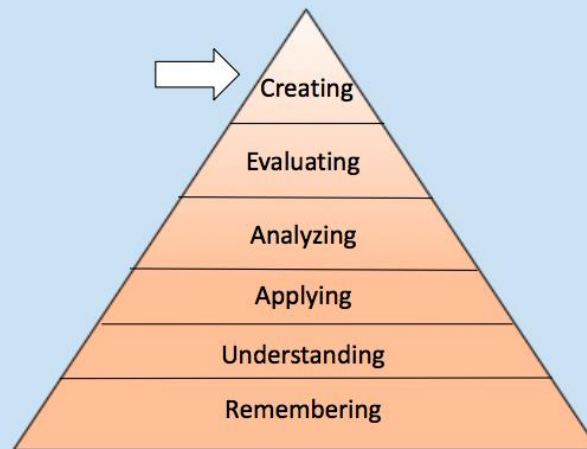 Creating
Evaluating
Analyzing
Applying
Understanding
Remembering